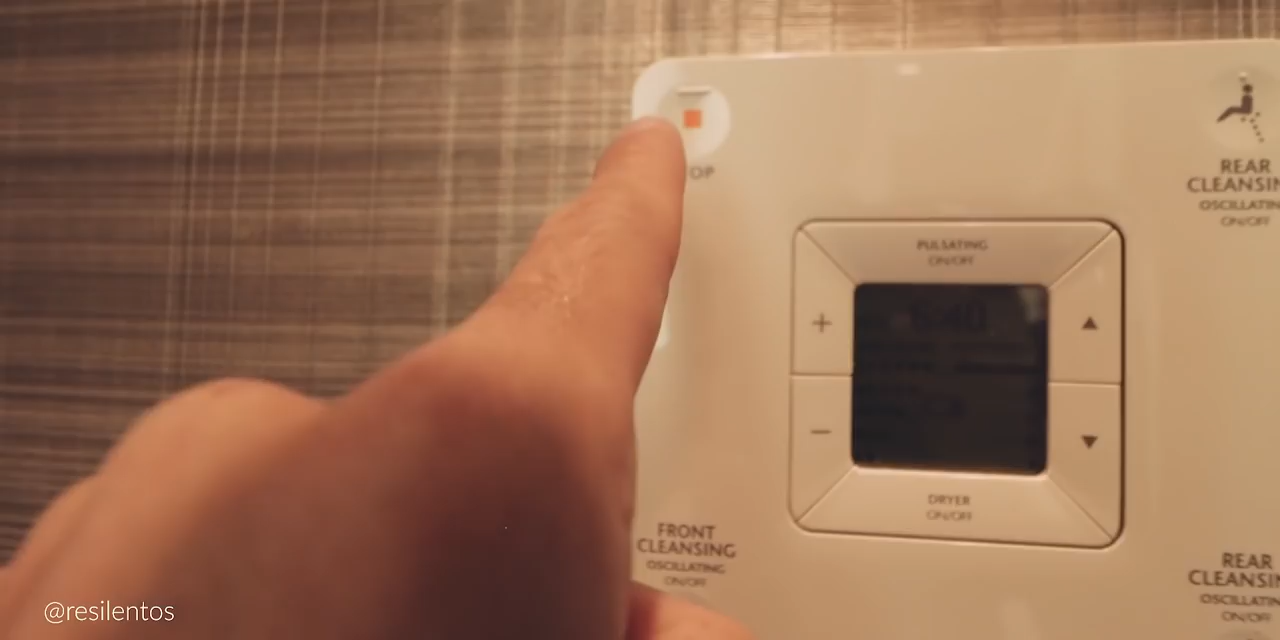 OP
REAR
CLEANSIN
OSCILLATIN
ON/OFF
PULSATING
ON/OFF
+
−
DRYER
ON/OFF
FRONT
CLEANSING
OSCILLATING
ON/OFF
REAR
CLEANSIN
OSCILLATIN
ON/OFF
@resilentos